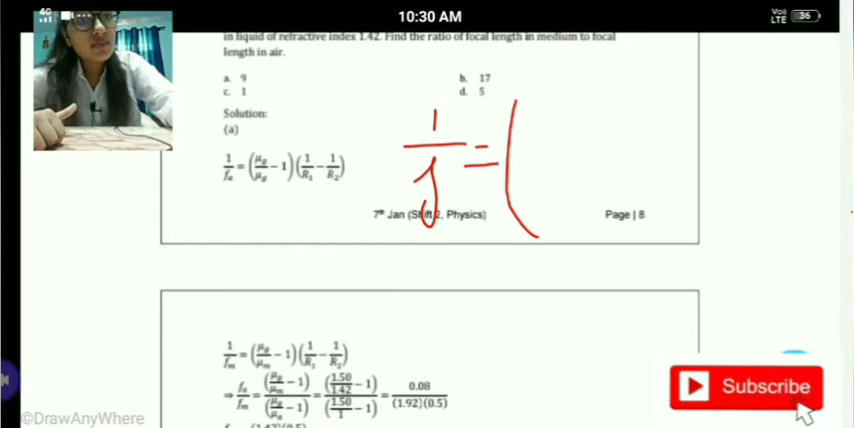 4G
10:30 AM
Vo))
LTE
36
in liquid of refractive index 1.42. Find the ratio of focal length in medium to focal
length in air.
a. 9
b. 17
c. 1
d. 5
Solution:
(a)
1/fₐ = (μg/μg − 1)(1/R₁ − 1/R₂)
1/f = (
7th Jan (Shift 2, Physics)
Page | 8
1/fₘ = (μg/μₘ − 1)(1/R₁ − 1/R₂)
⇒ fₐ/fₘ = (μg/μₘ − 1)/(μg/μₐ − 1) = (1.50/1.42 − 1)/(1.50/1 − 1) = 0.08/(1.92)(0.5)
Subscribe
©DrawAnyWhere